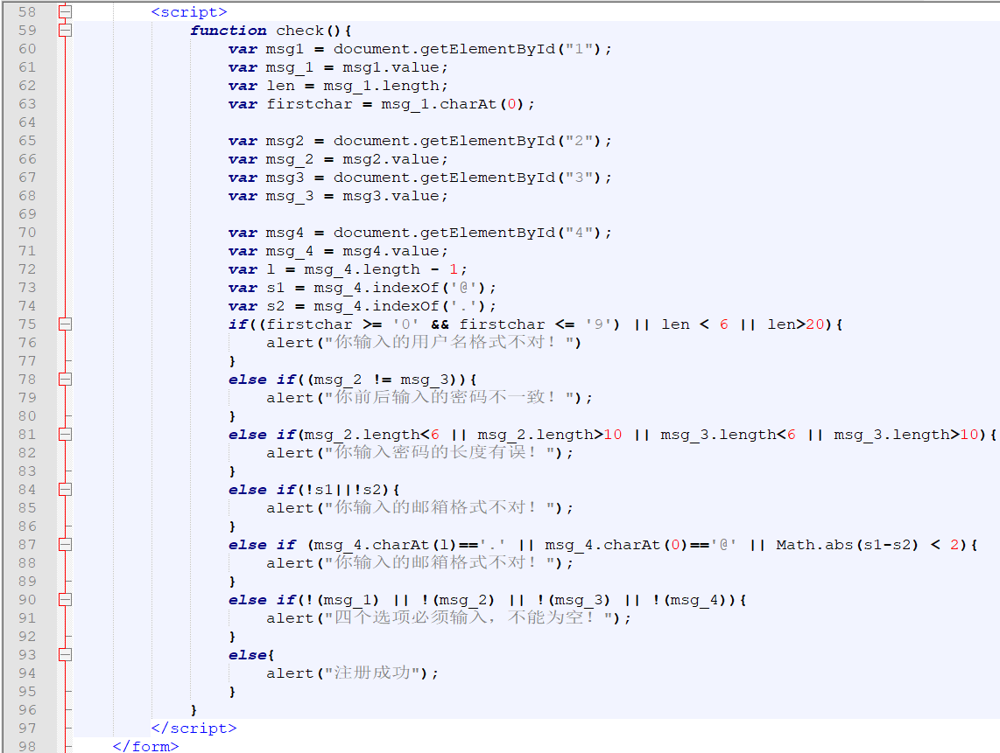 58 <script>
59 function check(){
60 var msg1 = document.getElementById("1");
61 var msg_1 = msg1.value;
62 var len = msg_1.length;
63 var firstchar = msg_1.charAt(0);
64
65 var msg2 = document.getElementById("2");
66 var msg_2 = msg2.value;
67 var msg3 = document.getElementById("3");
68 var msg_3 = msg3.value;
69
70 var msg4 = document.getElementById("4");
71 var msg_4 = msg4.value;
72 var l = msg_4.length - 1;
73 var s1 = msg_4.indexOf('@');
74 var s2 = msg_4.indexOf('.');
75 if((firstchar >= '0' && firstchar <= '9') || len < 6 || len>20){
76 alert("你输入的用户名格式不对！")
77 }
78 else if((msg_2 != msg_3)){
79 alert("你前后输入的密码不一致！");
80 }
81 else if(msg_2.length<6 || msg_2.length>10 || msg_3.length<6 || msg_3.length>10){
82 alert("你输入密码的长度有误！");
83 }
84 else if(!s1||!s2){
85 alert("你输入的邮箱格式不对！");
86 }
87 else if (msg_4.charAt(l)=='.' || msg_4.charAt(0)=='@' || Math.abs(s1-s2) < 2){
88 alert("你输入的邮箱格式不对！");
89 }
90 else if(!(msg_1) || !(msg_2) || !(msg_3) || !(msg_4)){
91 alert("四个选项必须输入，不能为空！");
92 }
93 else{
94 alert("注册成功");
95 }
96 }
97 </script>
98 </form>